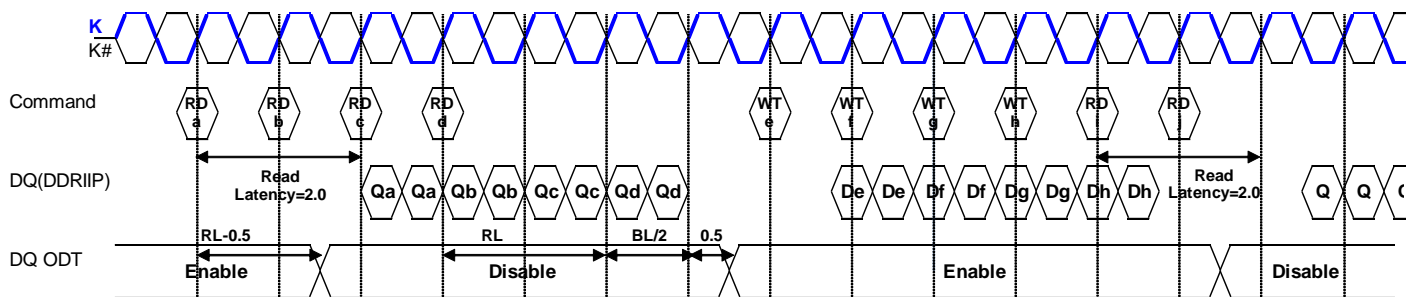 K
K#
Command
RD a RD b RD c RD d WT e WT f WT g WT h RD i RD j
DQ(DDRIIP)
Read Latency=2.0
Qa Qa Qb Qb Qc Qc Qd Qd
De De Df Df Dg Dg Dh Dh
Read Latency=2.0
Q Q
DQ ODT
RL-0.5 RL BL/2 0.5
Enable Disable Enable Disable